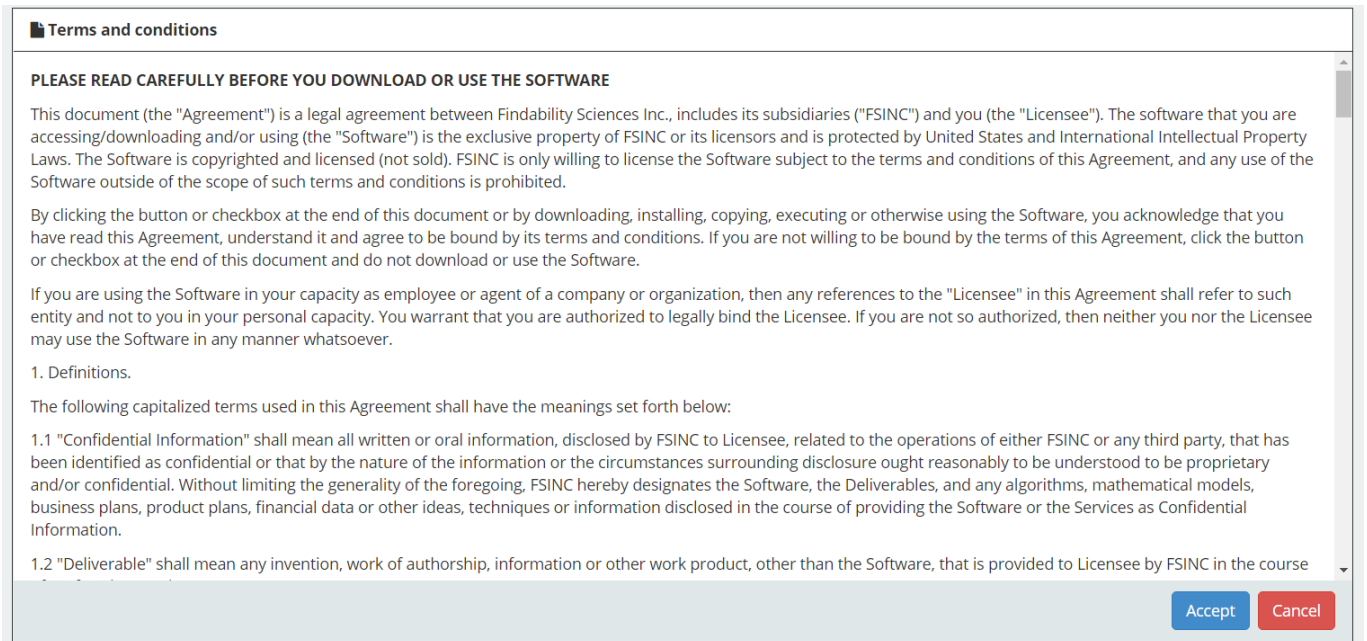 Terms and conditions
PLEASE READ CAREFULLY BEFORE YOU DOWNLOAD OR USE THE SOFTWARE
This document (the "Agreement") is a legal agreement between Findability Sciences Inc., includes its subsidiaries ("FSINC") and you (the "Licensee"). The software that you are
accessing/downloading and/or using (the "Software") is the exclusive property of FSINC or its licensors and is protected by United States and International Intellectual Property
Laws. The Software is copyrighted and licensed (not sold). FSINC is only willing to license the Software subject to the terms and conditions of this Agreement, and any use of the
Software outside of the scope of such terms and conditions is prohibited.
By clicking the button or checkbox at the end of this document or by downloading, installing, copying, executing or otherwise using the Software, you acknowledge that you
have read this Agreement, understand it and agree to be bound by its terms and conditions. If you are not willing to be bound by the terms of this Agreement, click the button
or checkbox at the end of this document and do not download or use the Software.
If you are using the Software in your capacity as employee or agent of a company or organization, then any references to the "Licensee" in this Agreement shall refer to such
entity and not to you in your personal capacity. You warrant that you are authorized to legally bind the Licensee. If you are not so authorized, then neither you nor the Licensee
may use the Software in any manner whatsoever.
1. Definitions.
The following capitalized terms used in this Agreement shall have the meanings set forth below:
1.1 "Confidential Information" shall mean all written or oral information, disclosed by FSINC to Licensee, related to the operations of either FSINC or any third party, that has
been identified as confidential or that by the nature of the information or the circumstances surrounding disclosure ought reasonably to be understood to be proprietary
and/or confidential. Without limiting the generality of the foregoing, FSINC hereby designates the Software, the Deliverables, and any algorithms, mathematical models,
business plans, product plans, financial data or other ideas, techniques or information disclosed in the course of providing the Software or the Services as Confidential
Information.
1.2 "Deliverable" shall mean any invention, work of authorship, information or other work product, other than the Software, that is provided to Licensee by FSINC in the course
Accept Cancel